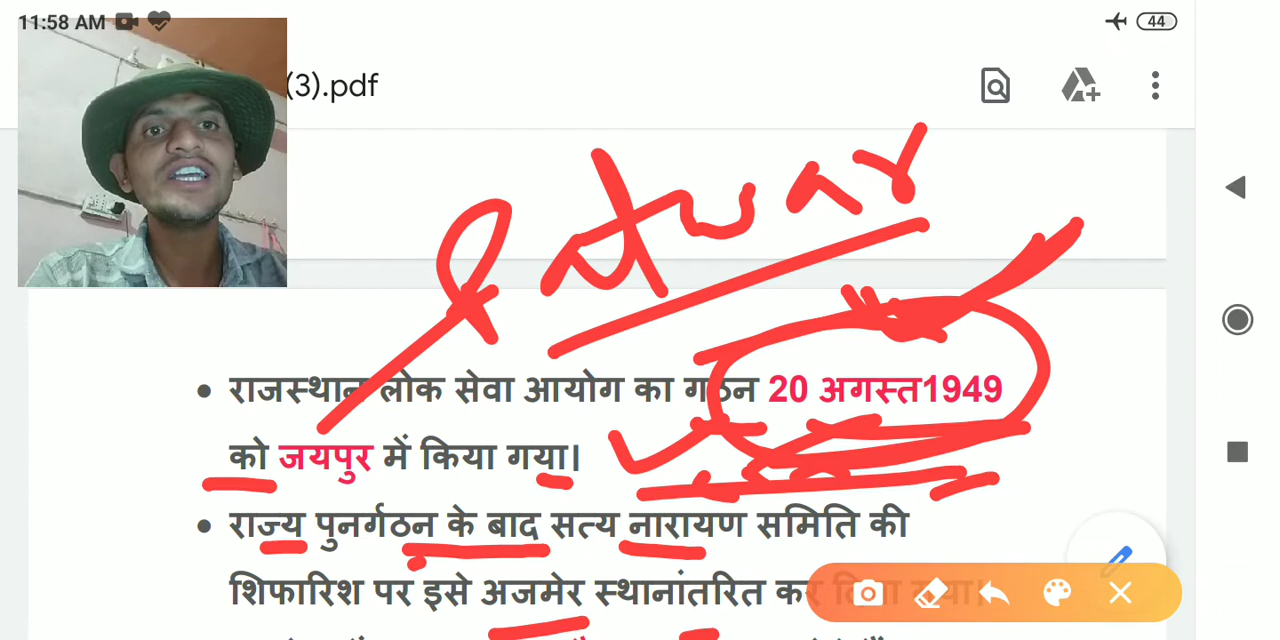 11:58 AM
44
(3).pdf
राजस्थान लोक सेवा आयोग का गठन 20 अगस्त1949
को जयपुर में किया गया।
राज्य पुनर्गठन के बाद सत्य नारायण समिति की
शिफारिश पर इसे अजमेर स्थानांतरित कर दिया गया।